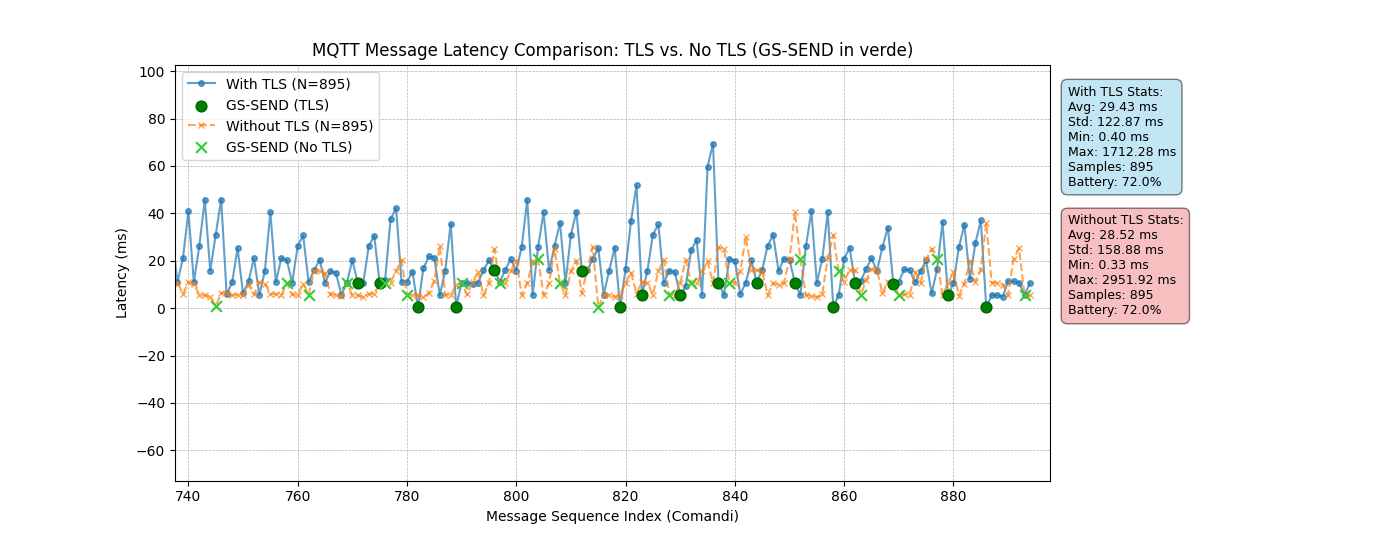 MQTT Message Latency Comparison: TLS vs. No TLS (GS-SEND in verde)
With TLS (N=895)
GS-SEND (TLS)
Without TLS (N=895)
GS-SEND (No TLS)
Latency (ms)
100
80
60
40
20
0
−20
−40
−60
740
760
780
800
820
840
860
880
Message Sequence Index (Comandi)
With TLS Stats:
Avg: 29.43 ms
Std: 122.87 ms
Min: 0.40 ms
Max: 1712.28 ms
Samples: 895
Battery: 72.0%
Without TLS Stats:
Avg: 28.52 ms
Std: 158.88 ms
Min: 0.33 ms
Max: 2951.92 ms
Samples: 895
Battery: 72.0%